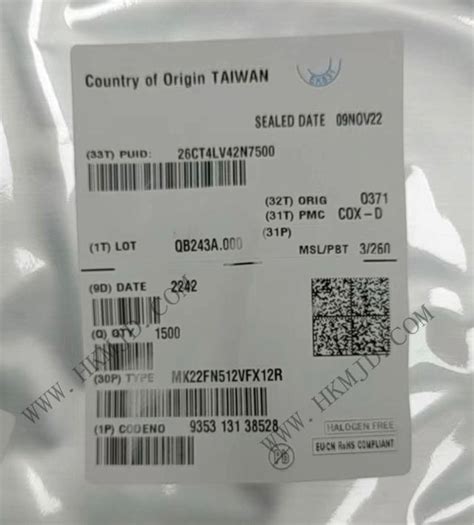 Country of Origin TAIWAN
SEALED DATE 09NOV22
(33T) PUID: 26CT4LV42N7500
(32T) ORIG 0371
(31T) PMC COX-D
(31P)
(1T) LOT QB243A.000
MSL/PBT 3/260
(9D) DATE 2242
(Q) QTY 1500
(30P) TYPE MK22FN512VFX12R
(1P) CODENO 9353 131 38528
HALOGEN FREE
EU/CN RoHS COMPLIANT
Pb
WWW.HKMJD.COM
WWW.HKMJD.COM